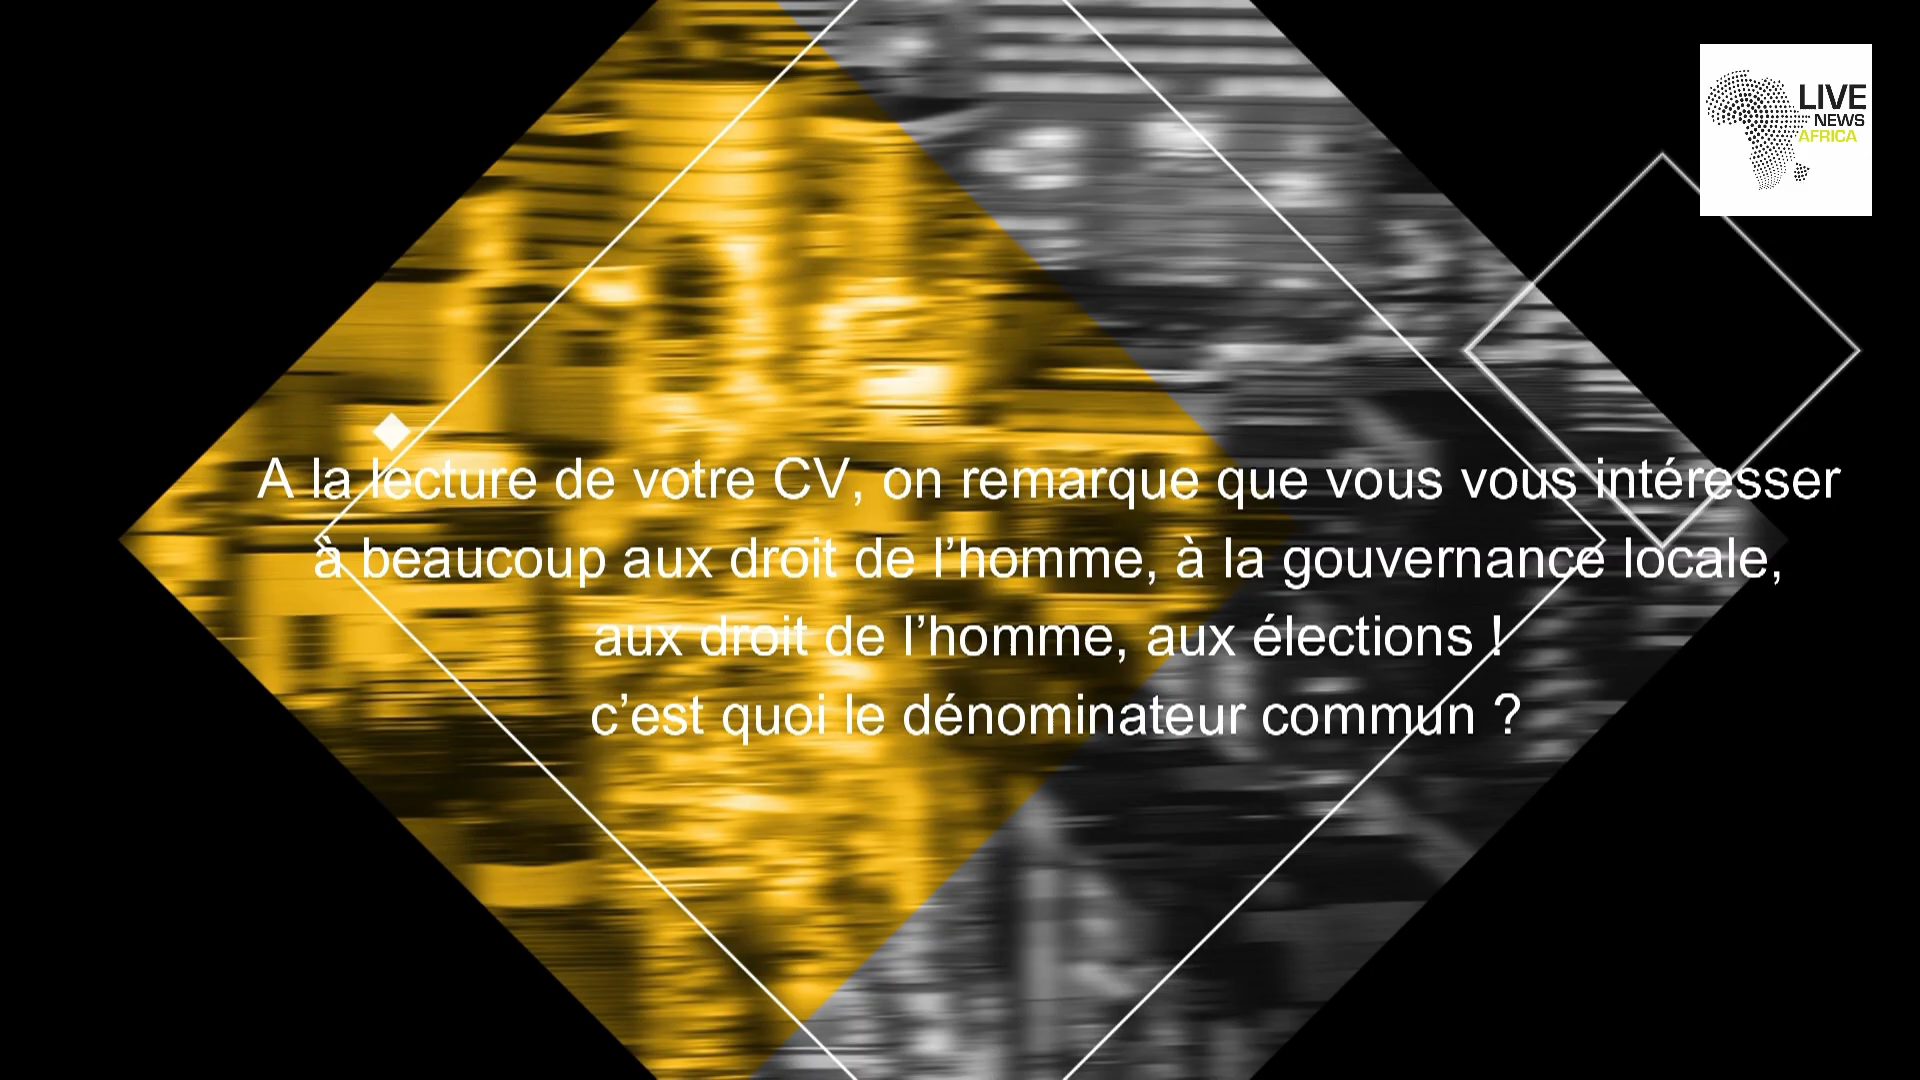 LIVE
NEWS
AFRICA
A la lecture de votre CV, on remarque que vous vous intéresser
à beaucoup aux droit de l’homme, à la gouvernance locale,
aux droit de l’homme, aux élections !
c’est quoi le dénominateur commun ?